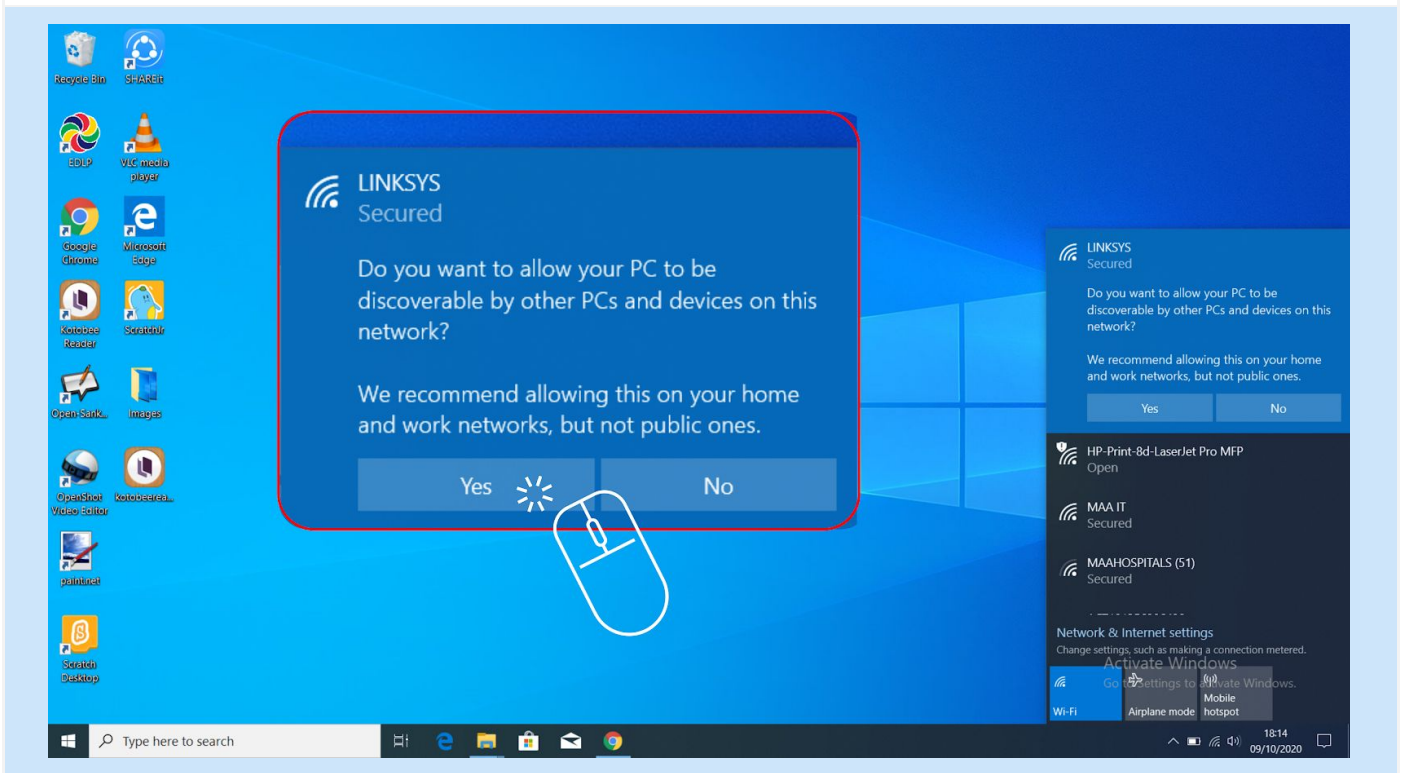 Recycle Bin
SHAREit
EDLP
VLC media
player
Google
Chrome
Microsoft
Edge
Kotobee
Reader
ScratchJr
Open-Sank...
Images
OpenShot
Video Editor
kotobeerea...
paint.net
Scratch
Desktop
LINKSYS
Secured
Do you want to allow your PC to be
discoverable by other PCs and devices on this
network?
We recommend allowing this on your home
and work networks, but not public ones.
Yes
No
LINKSYS
Secured
Do you want to allow your PC to be
discoverable by other PCs and devices on this
network?
We recommend allowing this on your home
and work networks, but not public ones.
Yes
No
HP-Print-8d-LaserJet Pro MFP
Open
MAA IT
Secured
MAAHOSPITALS (51)
Secured
Network & Internet settings
Change settings, such as making a connection metered.
Activate Windows
Go to Settings to activate Windows.
Wi-Fi
Airplane mode
Mobile
hotspot
Type here to search
18:14
09/10/2020